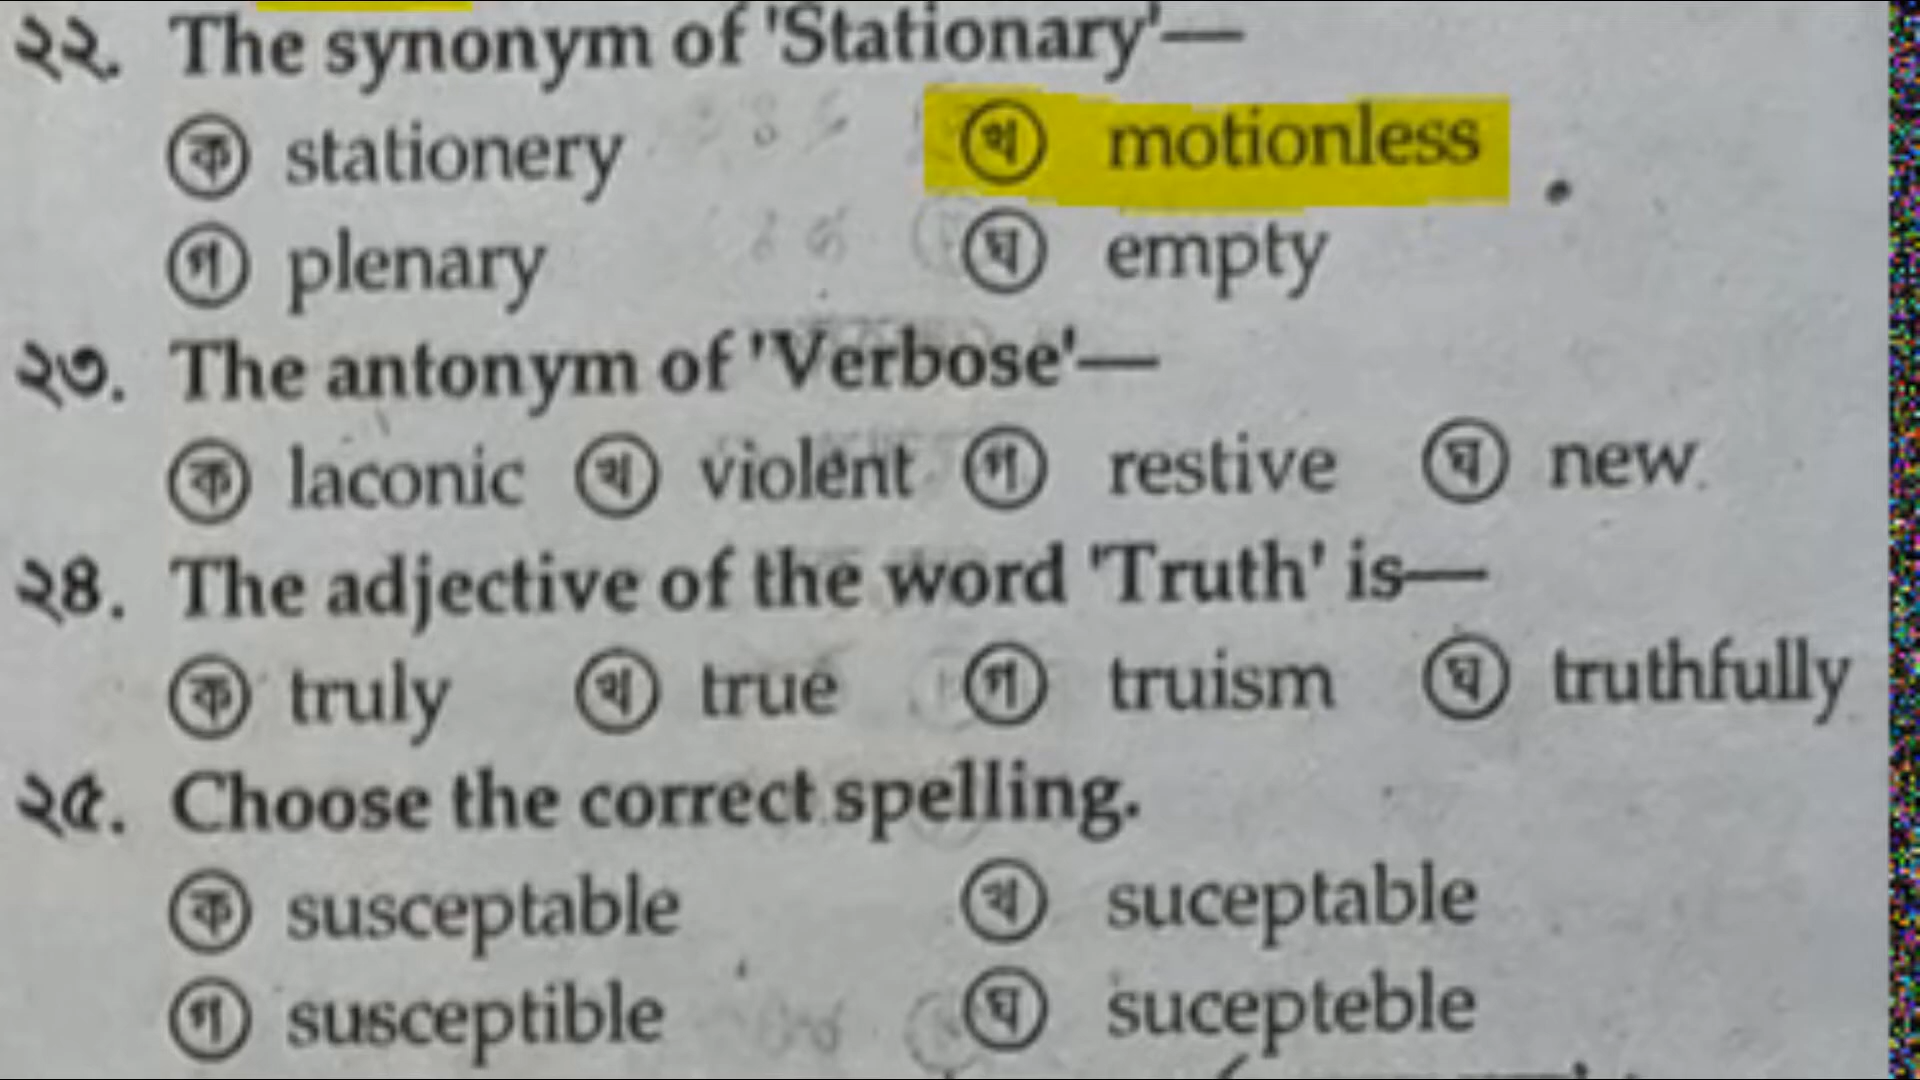 ২২. The synonym of 'Stationary'—
ক stationery খ motionless
গ plenary ঘ empty
২৩. The antonym of 'Verbose'—
ক laconic খ violent গ restive ঘ new
২৪. The adjective of the word 'Truth' is—
ক truly খ true গ truism ঘ truthfully
২৫. Choose the correct spelling.
ক susceptable খ suceptable
গ susceptible ঘ sucepteble